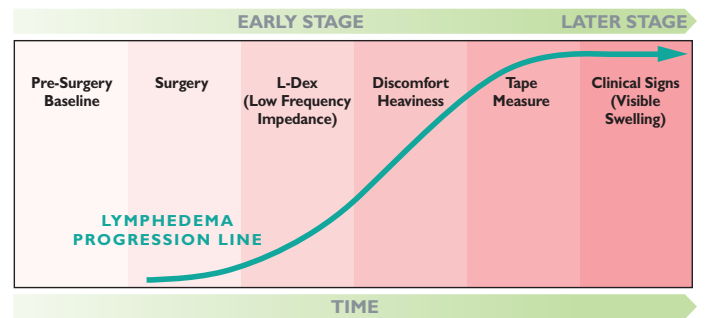 EARLY STAGE
LATER STAGE
Pre-Surgery
Baseline
Surgery
L-Dex
(Low Frequency
Impedance)
Discomfort
Heaviness
Tape
Measure
Clinical Signs
(Visible
Swelling)
LYMPHEDEMA
PROGRESSION LINE
TIME